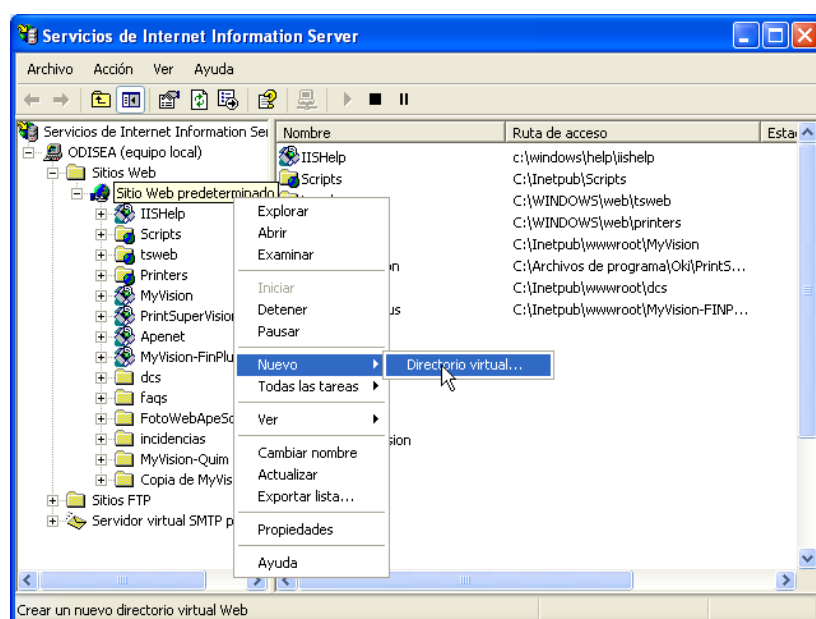 Servicios de Internet Information Server
Archivo Acción Ver Ayuda
Servicios de Internet Information Ser
ODISEA (equipo local)
Sitios Web
Sitio Web predeterminado
IISHelp
Scripts
tsweb
Printers
MyVision
PrintSuperVision
Apenet
MyVision-FinPlu
dcs
faqs
FotoWebApeSo
incidencias
MyVision-Quim
Copia de MyVis
Sitios FTP
Servidor virtual SMTP p
Nombre Ruta de acceso Estad
IISHelp c:\windows\help\iishelp
Scripts C:\Inetpub\Scripts
C:\WINDOWS\web\tsweb
C:\WINDOWS\web\printers
C:\Inetpub\wwwroot\MyVision
on C:\Archivos de programa\Oki\PrintS...
C:\Inetpub\wwwroot\dcs
us C:\Inetpub\wwwroot\MyVision-FINP...
sion
Explorar
Abrir
Examinar
Iniciar
Detener
Pausar
Nuevo
Todas las tareas
Ver
Cambiar nombre
Actualizar
Exportar lista...
Propiedades
Ayuda
Directorio virtual...
Crear un nuevo directorio virtual Web